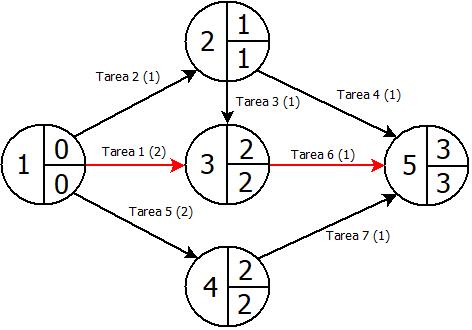 2
1
1
Tarea 2 (1)
Tarea 3 (1)
Tarea 4 (1)
1
0
0
Tarea 1 (2)
3
2
2
Tarea 6 (1)
5
3
3
Tarea 5 (2)
Tarea 7 (1)
4
2
2